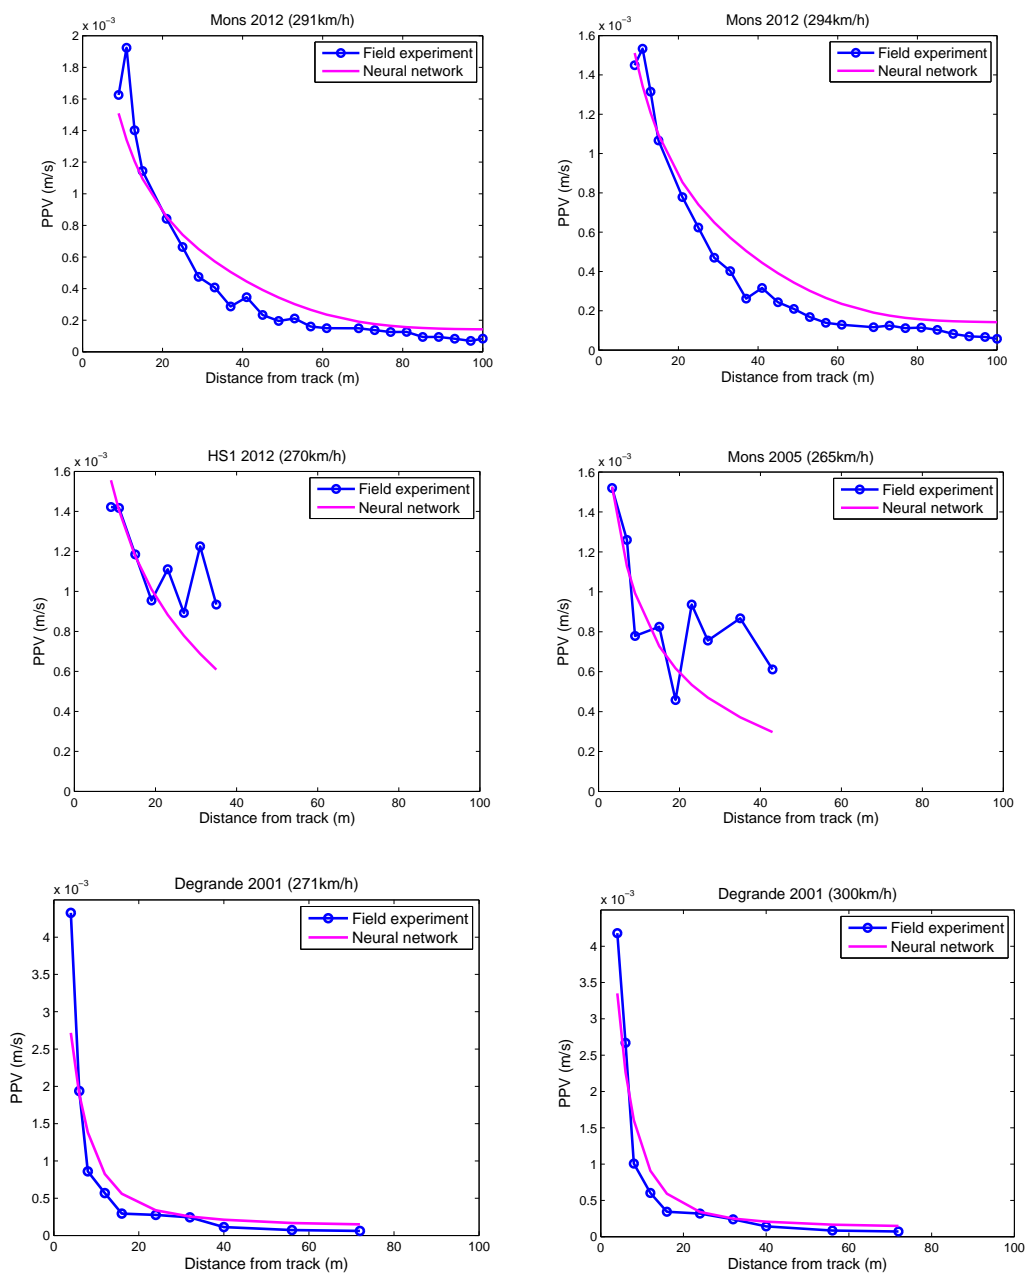 Mons 2012 (291km/h)
x 10⁻³
2
1.8
1.6
1.4
1.2
1
0.8
0.6
0.4
0.2
0
0 20 40 60 80 100
PPV (m/s)
Distance from track (m)
Field experiment
Neural network
Mons 2012 (294km/h)
x 10⁻³
1.6
1.4
1.2
1
0.8
0.6
0.4
0.2
0
0 20 40 60 80 100
PPV (m/s)
Distance from track (m)
Field experiment
Neural network
HS1 2012 (270km/h)
x 10⁻³
1.6
1.4
1.2
1
0.8
0.6
0.4
0.2
0
0 20 40 60 80 100
PPV (m/s)
Distance from track (m)
Field experiment
Neural network
Mons 2005 (265km/h)
x 10⁻³
1.6
1.4
1.2
1
0.8
0.6
0.4
0.2
0
0 20 40 60 80 100
PPV (m/s)
Distance from track (m)
Field experiment
Neural network
Degrande 2001 (271km/h)
x 10⁻³
4
3.5
3
2.5
2
1.5
1
0.5
0
0 20 40 60 80 100
PPV (m/s)
Distance from track (m)
Field experiment
Neural network
Degrande 2001 (300km/h)
x 10⁻³
4
3.5
3
2.5
2
1.5
1
0.5
0
0 20 40 60 80 100
PPV (m/s)
Distance from track (m)
Field experiment
Neural network